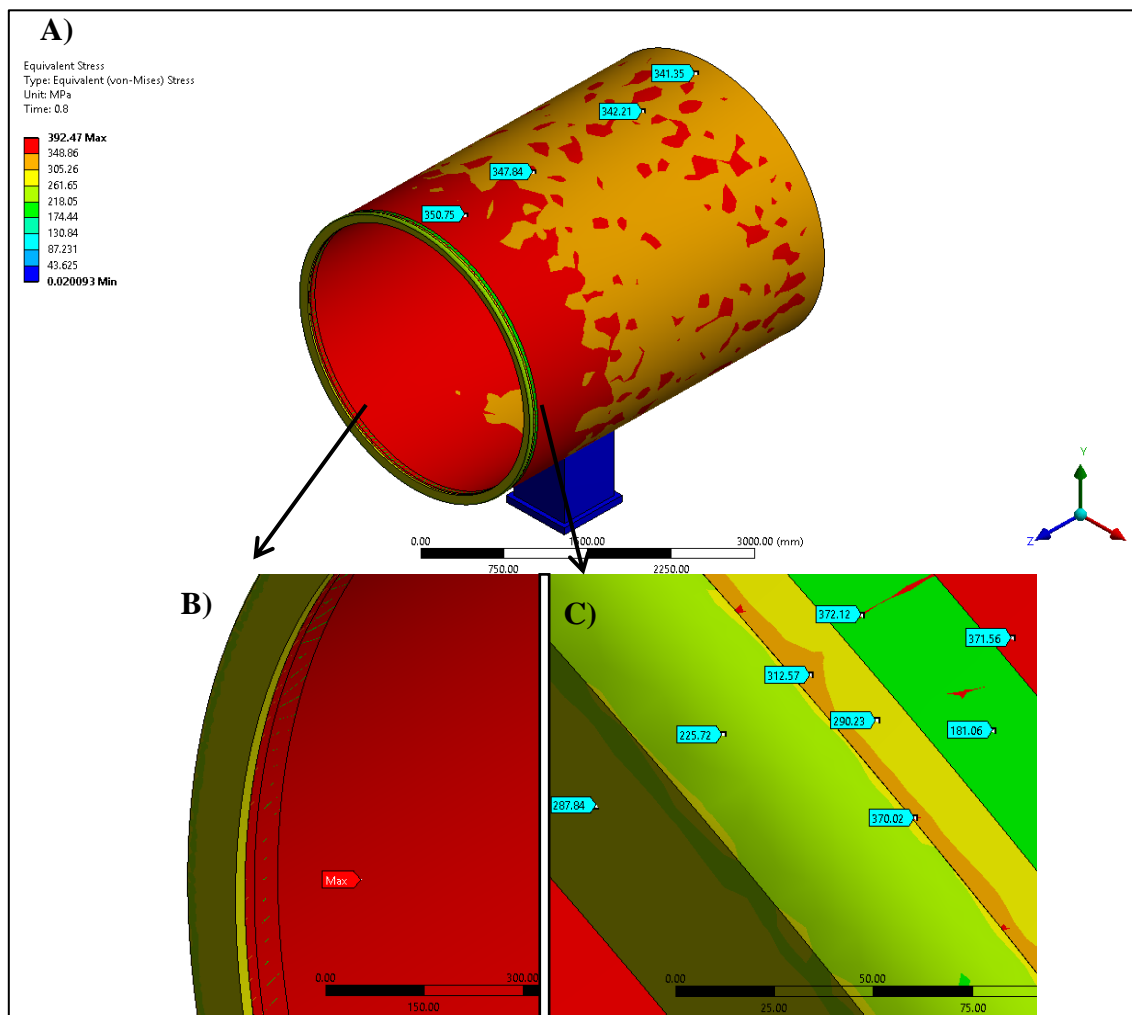 A)
Equivalent Stress
Type: Equivalent (von-Mises) Stress
Unit: MPa
Time: 0.8
392.47 Max
348.86
305.26
261.65
218.05
174.44
130.84
87.231
43.625
0.020093 Min
341.35
342.21
347.84
350.75
Y
Z
0.00 1500.00 3000.00 (mm)
750.00 2250.00
B)
Max
0.00 300.00
150.00
C)
372.12
371.56
312.57
290.23
181.06
225.72
287.84
370.02
0.00 50.00
25.00 75.00